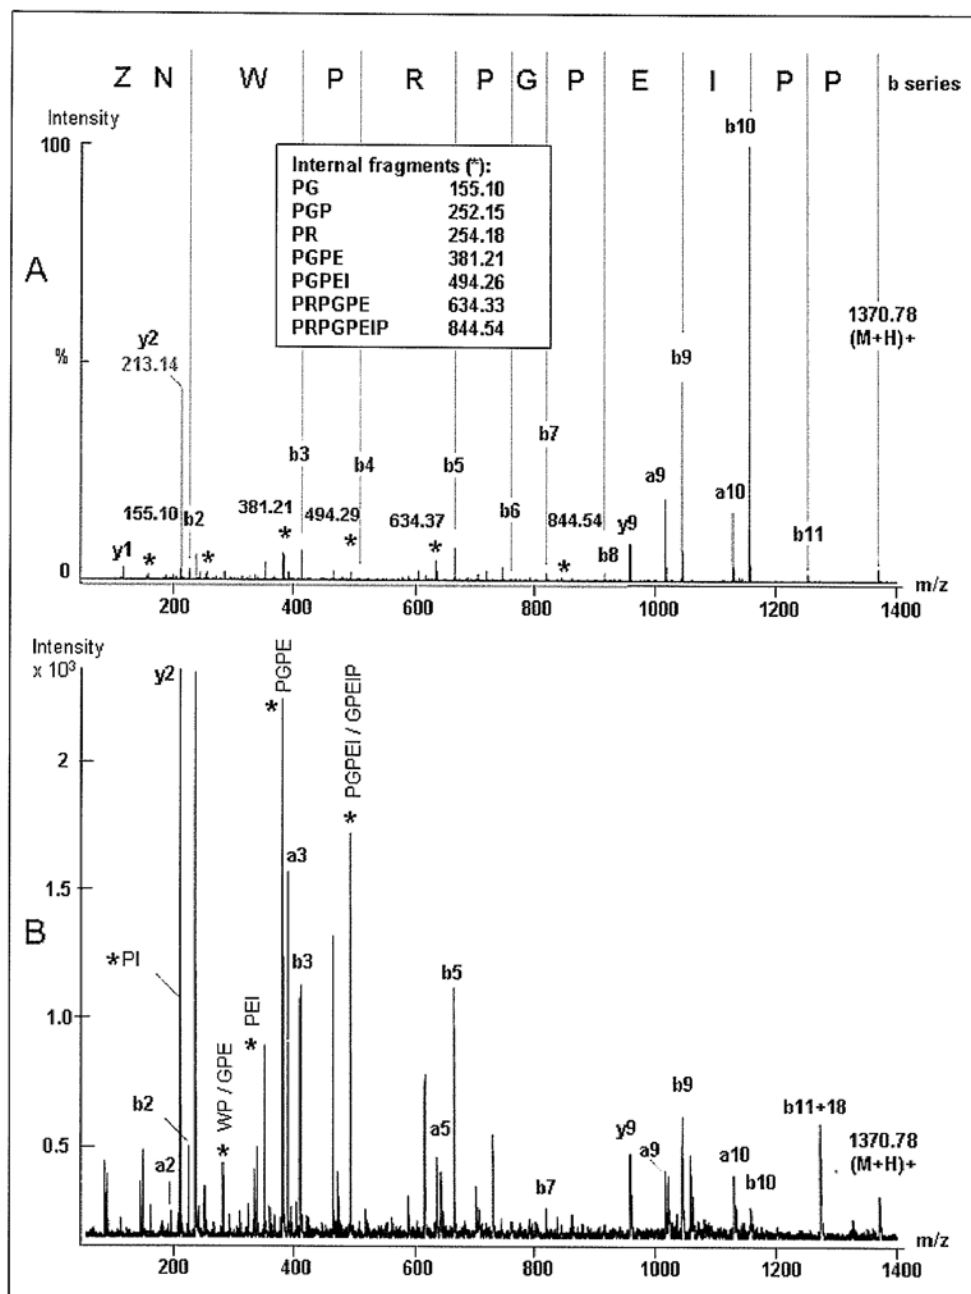 Z N W P R P G P E I P P b series
Intensity
100
b10
Internal fragments (*):
PG 155.10
PGP 252.15
PR 254.18
PGPE 381.21
PGPEI 494.26
PRPGPE 634.33
PRPGPEIP 844.54
A
1370.78
(M+H)+
y2
213.14
%
b9
b7
b3
b4
b5
a9
a10
155.10
b2
381.21
494.29
634.37
b6
844.54
y9
b11
y1
*
*
*
*
*
*
b8
0
200 400 600 800 1000 1200 1400 m/z
Intensity
x 10³
y2
* PGPE
* PGPEI / GPEIP
2
a3
1.5
B
* PI
b3
b5
* PEI
1.0
* WP / GPE
b2
b9
b11+18
y9
1370.78
(M+H)+
0.5
a2
a5
a9
a10
b7
b10
200 400 600 800 1000 1200 1400 m/z